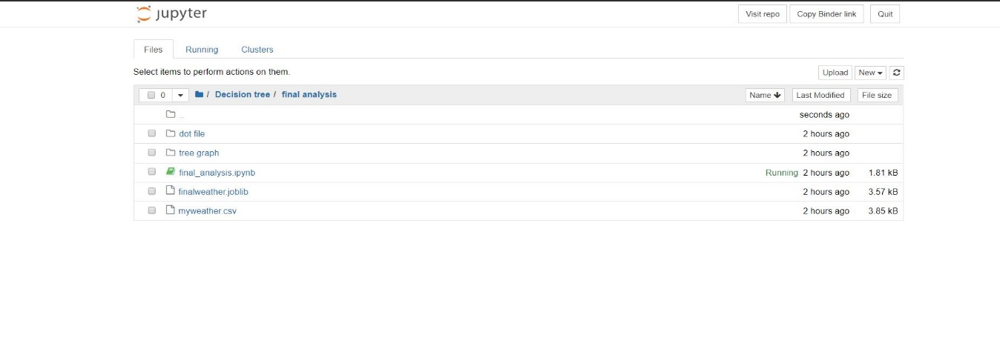 jupyter Visit repo Copy Binder link Quit
Files Running Clusters
Select items to perform actions on them. Upload New
0 / Decision tree / final analysis Name Last Modified File size
.. seconds ago
dot file 2 hours ago
tree graph 2 hours ago
final_analysis.ipynb Running 2 hours ago 1.81 kB
finalweather.joblib 2 hours ago 3.57 kB
myweather.csv 2 hours ago 3.85 kB